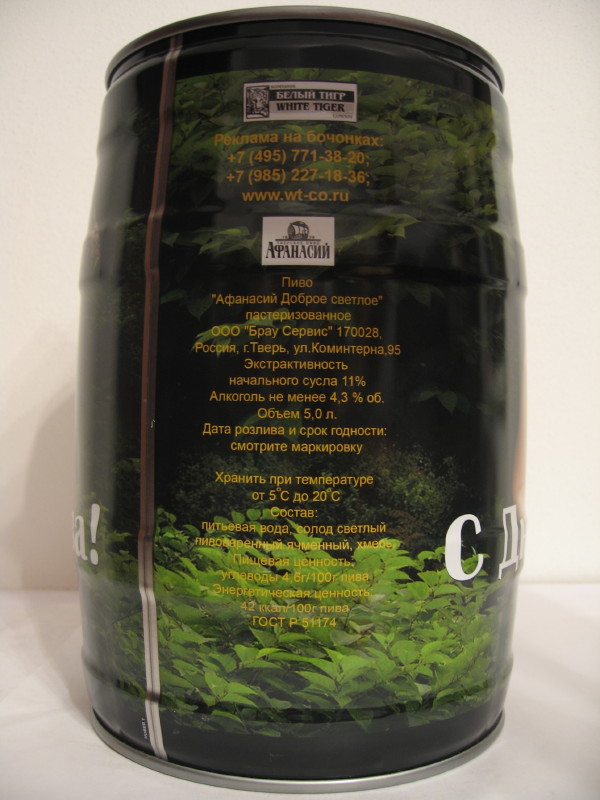 БЕЛЫЙ ТИГР
WHITE TIGER
Реклама на бочонках:
+7 (495) 771-38-20;
+7 (985) 227-18-36;
www.wt-co.ru
АФАНАСИЙ
Пиво
"Афанасий Доброе светлое"
пастеризованное
ООО "Брау Сервис" 170028,
Россия, г.Тверь, ул.Коминтерна,95
Экстрактивность
начального сусла 11%
Алкоголь не менее 4,3 % об.
Объем 5,0 л.
Дата розлива и срок годности:
смотрите маркировку
Хранить при температуре
от 5°С до 20°С
Состав:
питьевая вода, солод светлый
пивоваренный ячменный, хмель.
Пищевая ценность:
углеводы 4,6г/100г пива
Энергетическая ценность
42 ккал/100г пива
ГОСТ Р 51174
а!
С Д